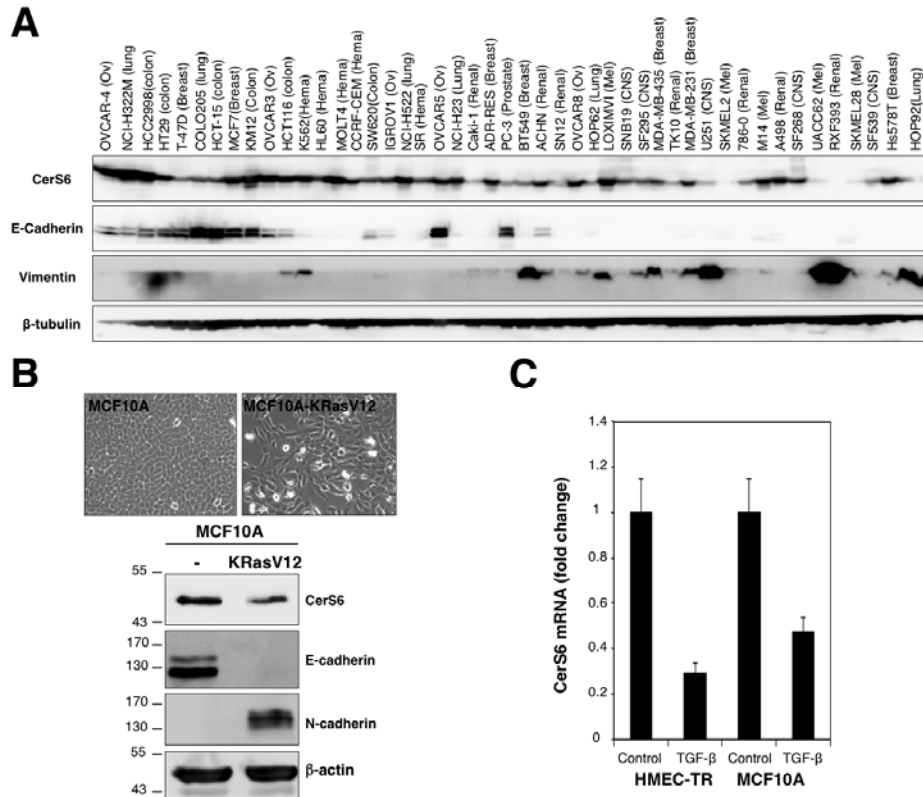 A
OVCAR-4 (Ov)
NCI-H322M (lung
HCC2998(colon)
HT29 (colon)
T-47D (Breast)
COLO205 (lung)
HCT-15 (colon)
MCF7(Breast)
KM12 (Colon)
OVCAR3 (Ov)
HCT116 (colon)
K562(Hema)
HL60 (Hema)
MOLT4 (Hema)
CCRF-CEM (Hema)
SW620(Colon)
IGROV1 (Ov)
NCI-H522 (lung)
SR (Hema)
OVCAR5 (Ov)
NCI-H23 (Lung)
Caki-1 (Renal)
ADR-RES (Breast)
PC-3 (Prostate)
BT549 (Breast)
ACHN (Renal)
SN12 (Renal)
OVCAR8 (Ov)
HOP62 (Lung)
LOXIMVI (Mel)
SNB19 (CNS)
SF295 (CNS)
MDA-MB-435 (Breast)
TK10 (Renal)
MDA-MB-231 (Breast)
U251 (CNS)
SKMEL2 (Mel)
786-0 (Renal)
M14 (Mel)
A498 (Renal)
SF268 (CNS)
UACC62 (Mel)
RXF393 (Renal)
SKMEL28 (Mel)
SF539 (CNS)
Hs578T (Breast)
HOP92(Lung)
CerS6
E-Cadherin
Vimentin
β-tubulin
B
MCF10A
MCF10A-KRasV12
MCF10A
- KRasV12
55
CerS6
43
170
130
E-cadherin
170
130
N-cadherin
55
β-actin
43
C
CerS6 mRNA (fold change)
1.4
1.2
1
0.8
0.6
0.4
0.2
0
Control TGF-β Control TGF-β
HMEC-TR MCF10A